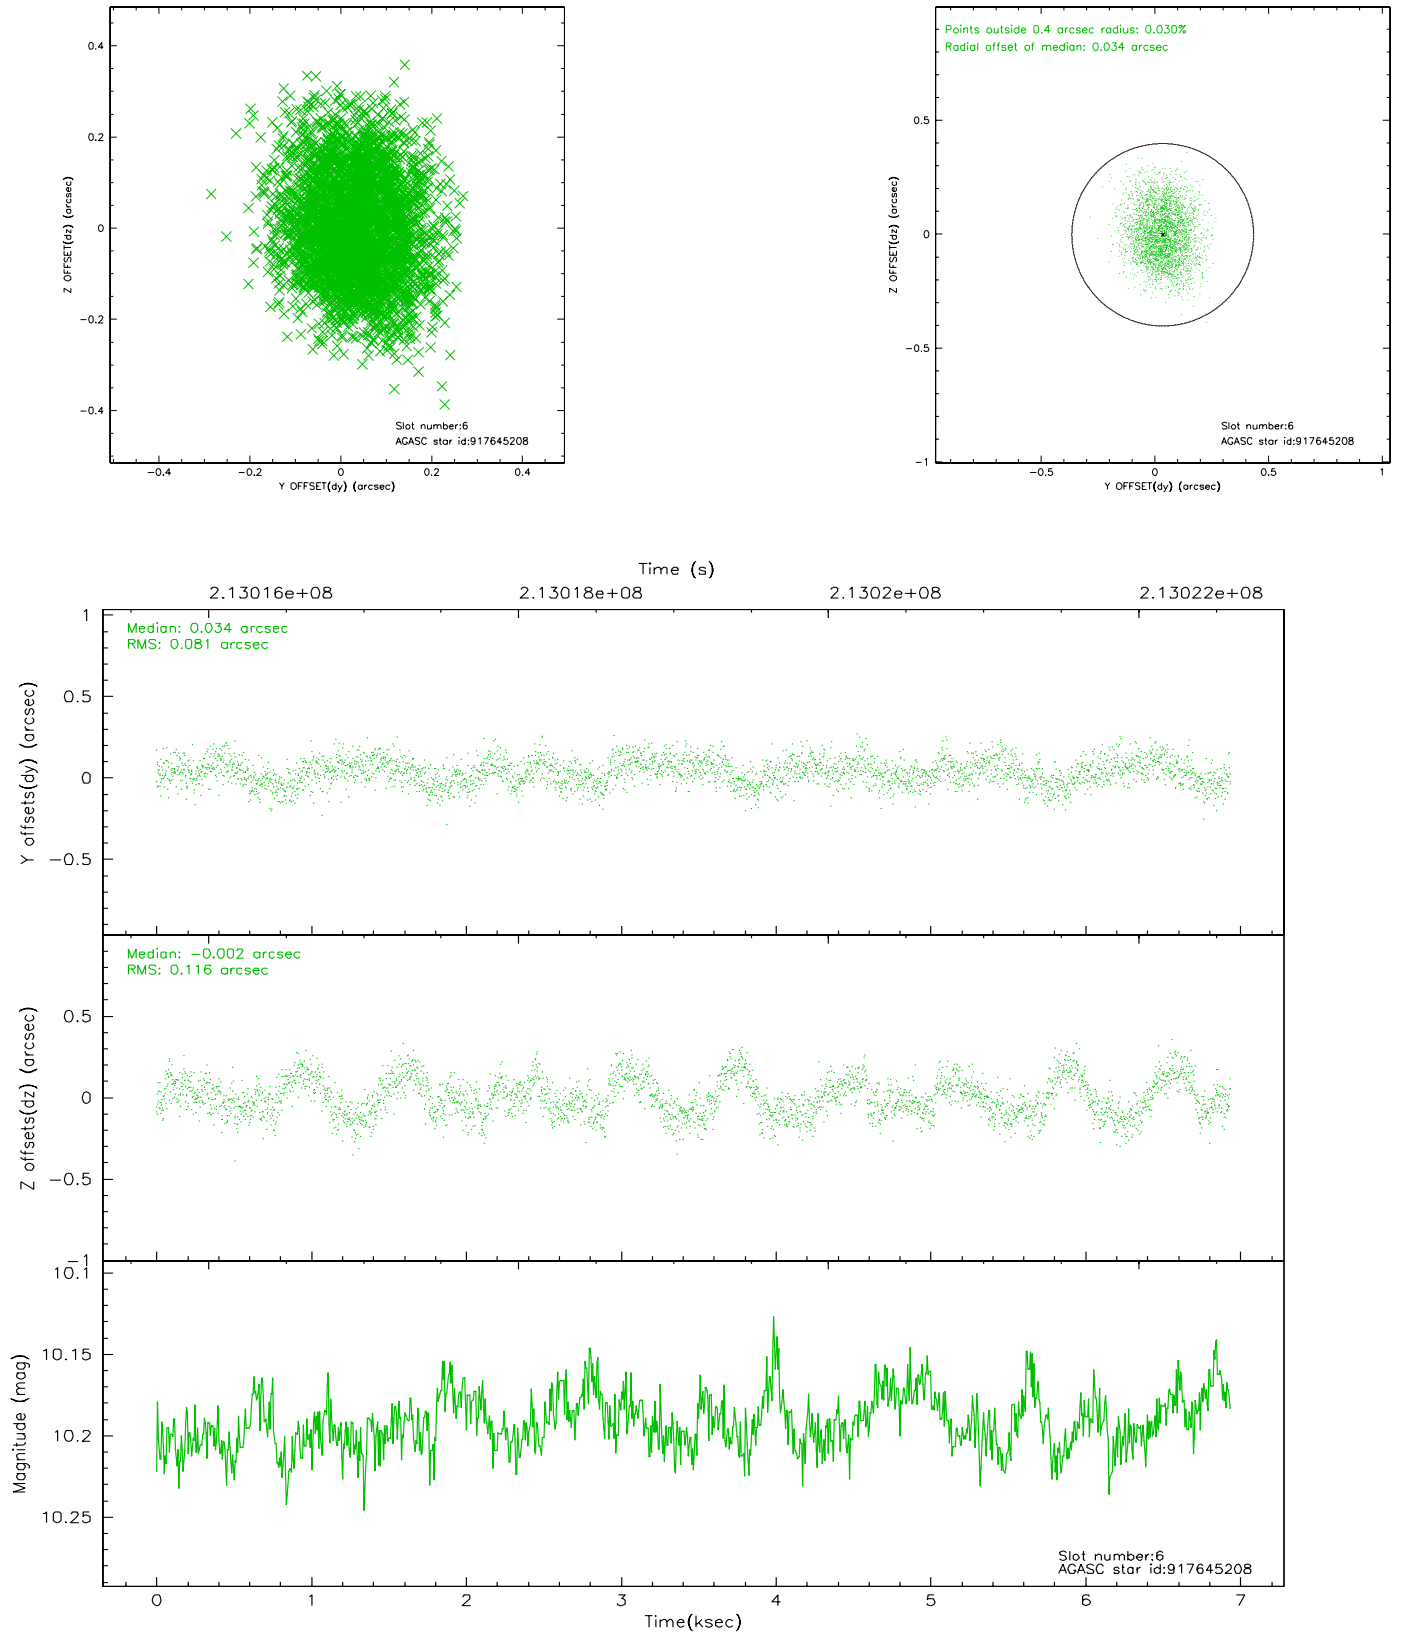 0.4
0.2
0
−0.2
−0.4
Z OFFSET(dz) (arcsec)
Slot number:6
AGASC star id:917645208
−0.4
−0.2
0
0.2
0.4
Y OFFSET(dy) (arcsec)
Points outside 0.4 arcsec radius: 0.030%
Radial offset of median: 0.034 arcsec
0.5
0
−0.5
−1
Z OFFSET(dz) (arcsec)
Slot number:6
AGASC star id:917645208
−0.5
0
0.5
1
Y OFFSET(dy) (arcsec)
Time (s)
2.13016e+08
2.13018e+08
2.1302e+08
2.13022e+08
Median: 0.034 arcsec
RMS: 0.081 arcsec
1
0.5
0
−0.5
Y offsets(dy) (arcsec)
Median: −0.002 arcsec
RMS: 0.116 arcsec
0.5
0
−0.5
−1
Z offsets(dz) (arcsec)
10.1
10.15
10.2
10.25
Magnitude (mag)
Slot number:6
AGASC star id:917645208
0
1
2
3
4
5
6
7
Time(ksec)